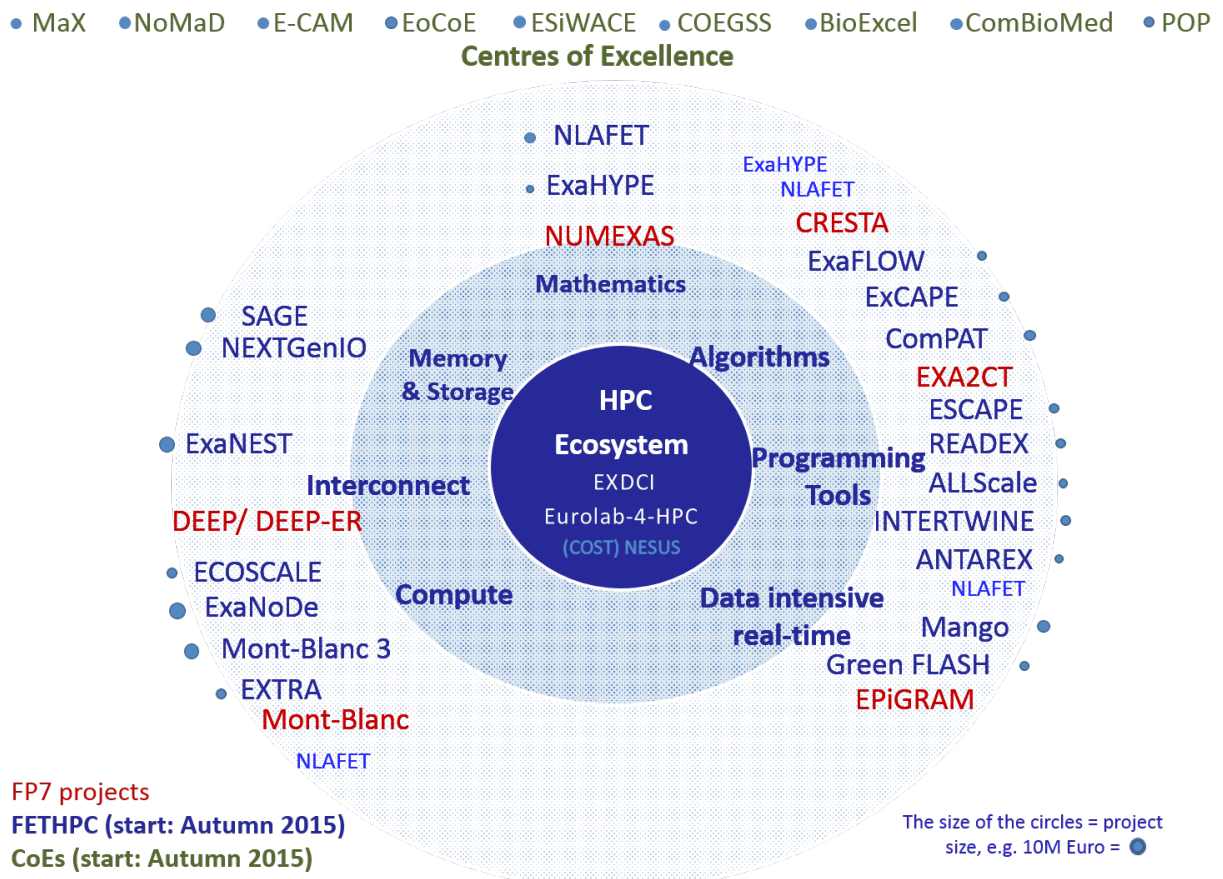 MaX NoMaD E-CAM EoCoE ESiWACE COEGSS BioExcel ComBioMed POP
Centres of Excellence
NLAFET
ExaHYPE
NUMEXAS
Mathematics
ExaHYPE
NLAFET
CRESTA
ExaFLOW
ExCAPE
ComPAT
EXA2CT
ESCAPE
READEX
ALLScale
INTERTWINE
ANTAREX
NLAFET
Mango
Green FLASH
EPiGRAM
Algorithms
Programming
Tools
Data intensive
real-time
SAGE
NEXTGenIO
Memory
& Storage
ExaNEST
Interconnect
DEEP/ DEEP-ER
ECOSCALE
ExaNoDe
Compute
Mont-Blanc 3
EXTRA
Mont-Blanc
NLAFET
HPC
Ecosystem
EXDCI
Eurolab-4-HPC
(COST) NESUS
FP7 projects
FETHPC (start: Autumn 2015)
CoEs (start: Autumn 2015)
The size of the circles = project
size, e.g. 10M Euro =